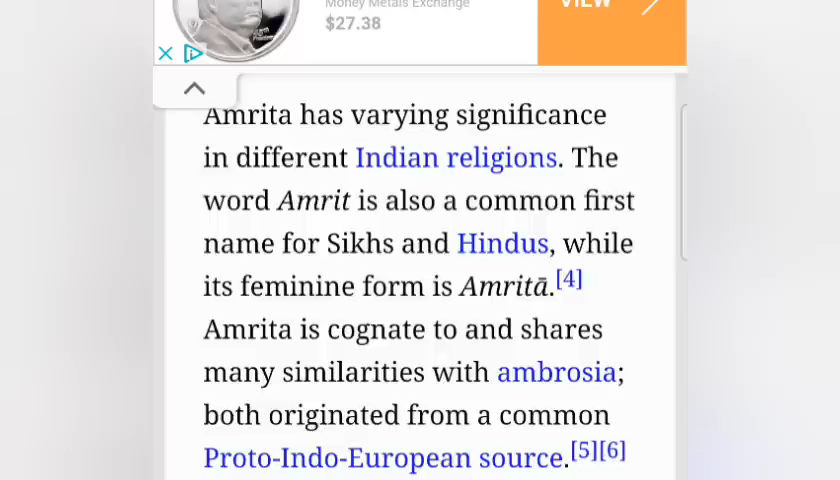 Money Metals Exchange
$27.38
VIEW
Amrita has varying significance
in different Indian religions. The
word Amrit is also a common first
name for Sikhs and Hindus, while
its feminine form is Amritā.[4]
Amrita is cognate to and shares
many similarities with ambrosia;
both originated from a common
Proto-Indo-European source.[5][6]